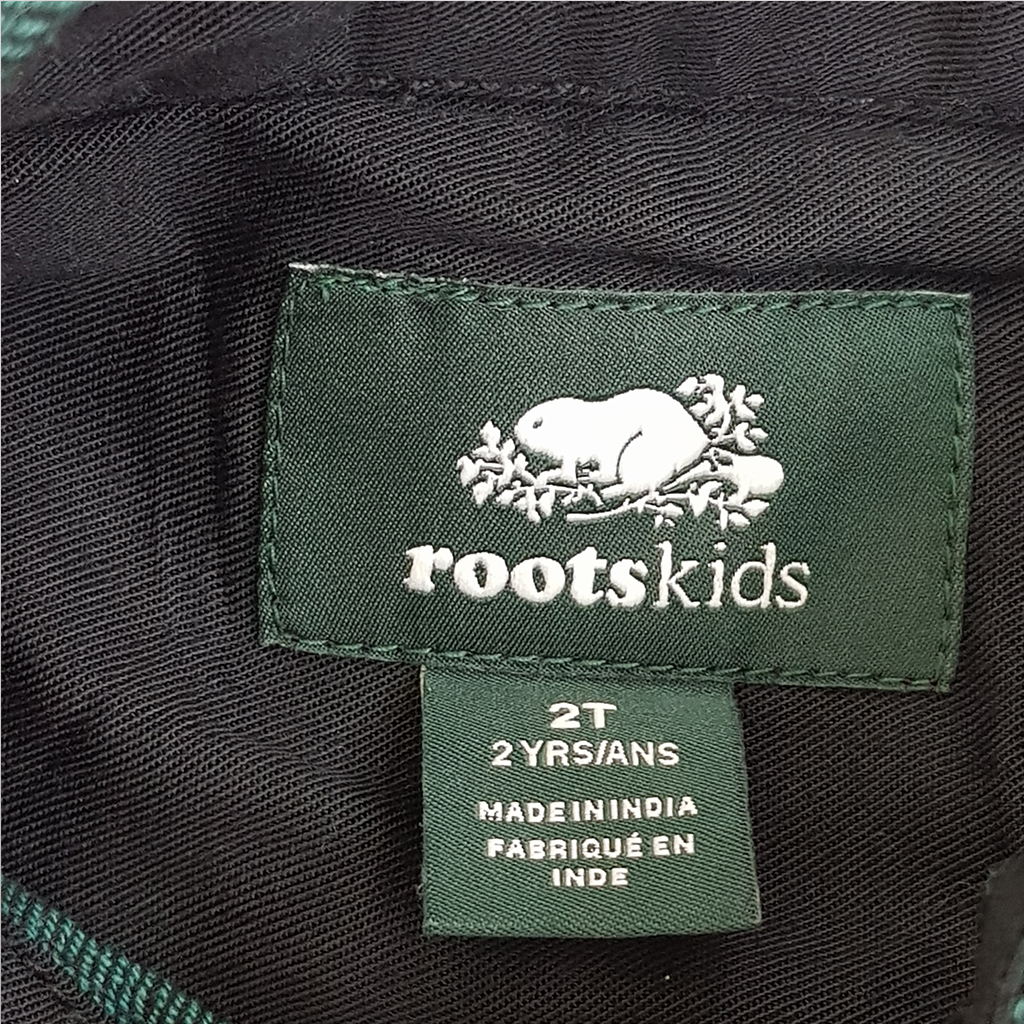 rootskids
2T
2 YRS/ANS
MADE IN INDIA
FABRIQUÉ EN
INDE